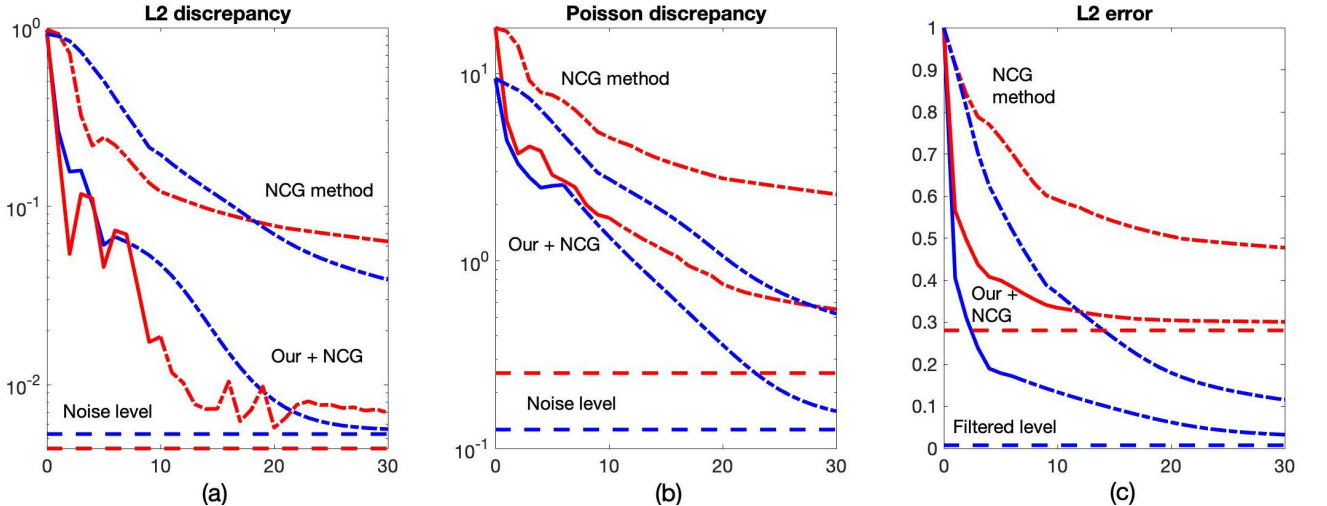 L2 discrepancy
10^0
10^-1
10^-2
NCG method
Our + NCG
Noise level
0
10
20
30
(a)
Poisson discrepancy
10^1
10^0
10^-1
NCG method
Our + NCG
Noise level
0
10
20
30
(b)
L2 error
1
0.9
0.8
0.7
0.6
0.5
0.4
0.3
0.2
0.1
0
NCG
method
Our +
NCG
Filtered level
0
10
20
30
(c)